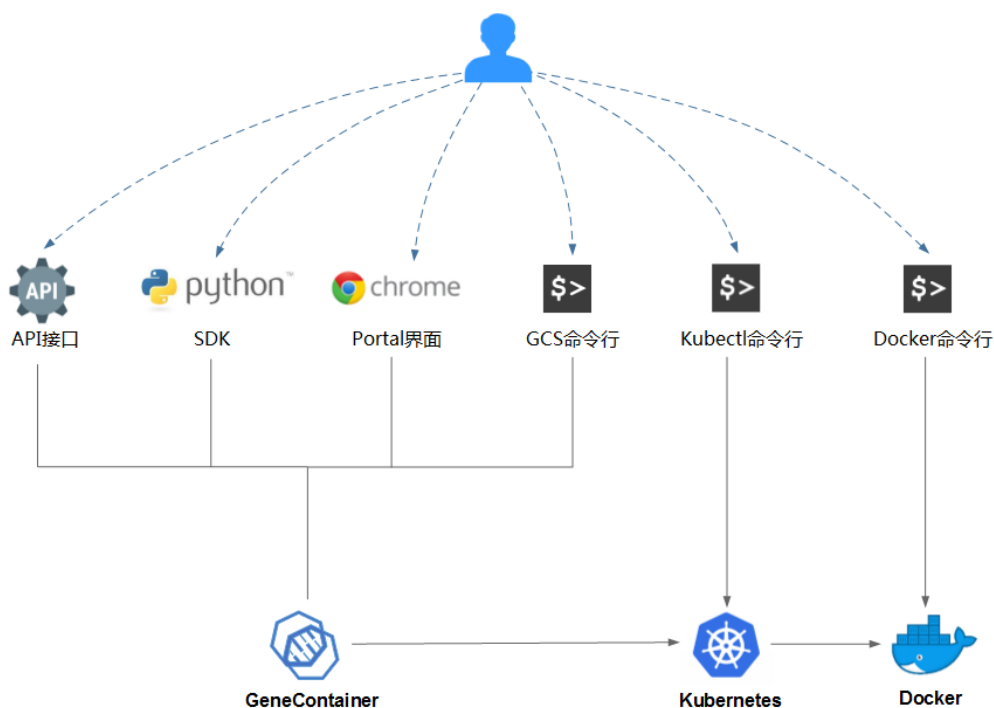 API
python™
chrome
$>
$>
$>
API接口
SDK
Portal界面
GCS命令行
Kubectl命令行
Docker命令行
GeneContainer
Kubernetes
Docker